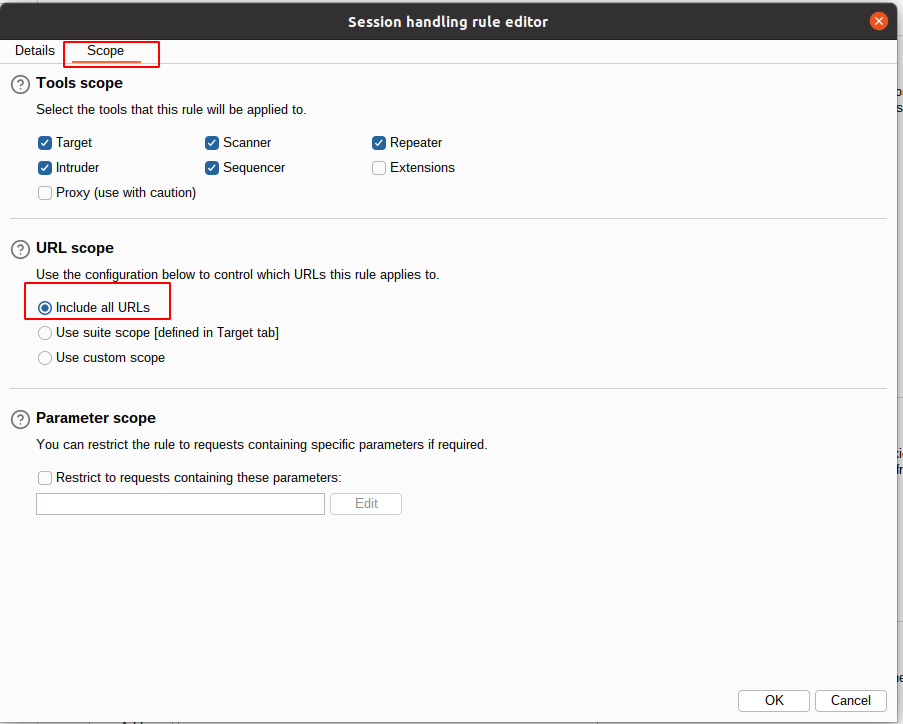 Session handling rule editor
Details Scope
Tools scope
Select the tools that this rule will be applied to.
Target Scanner Repeater
Intruder Sequencer Extensions
Proxy (use with caution)
URL scope
Use the configuration below to control which URLs this rule applies to.
Include all URLs
Use suite scope [defined in Target tab]
Use custom scope
Parameter scope
You can restrict the rule to requests containing specific parameters if required.
Restrict to requests containing these parameters:
Edit
OK Cancel